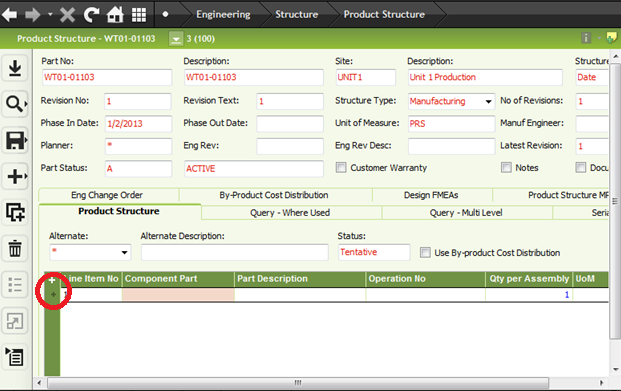 Engineering Structure Product Structure
Product Structure - WT01-01103 3 (100)
Part No: Description: Site: Description: Structure
WT01-01103 WT01-01103 UNIT1 Unit 1 Production Date
Revision No: 1 Revision Text: 1 Structure Type: Manufacturing No of Revisions: 1
Phase In Date: 1/2/2013 Phase Out Date: Unit of Measure: PRS Manuf Engineer:
Planner: * Eng Rev: Eng Rev Desc: Latest Revision: 1
Part Status: A ACTIVE Customer Warranty Notes Docu
Eng Change Order By-Product Cost Distribution Design FMEAs Product Structure MP
Product Structure Query - Where Used Query - Multi Level Seria
Alternate: Alternate Description: Status:
* Tentative Use By-product Cost Distribution
Line Item No Component Part Part Description Operation No Qty per Assembly UoM
1